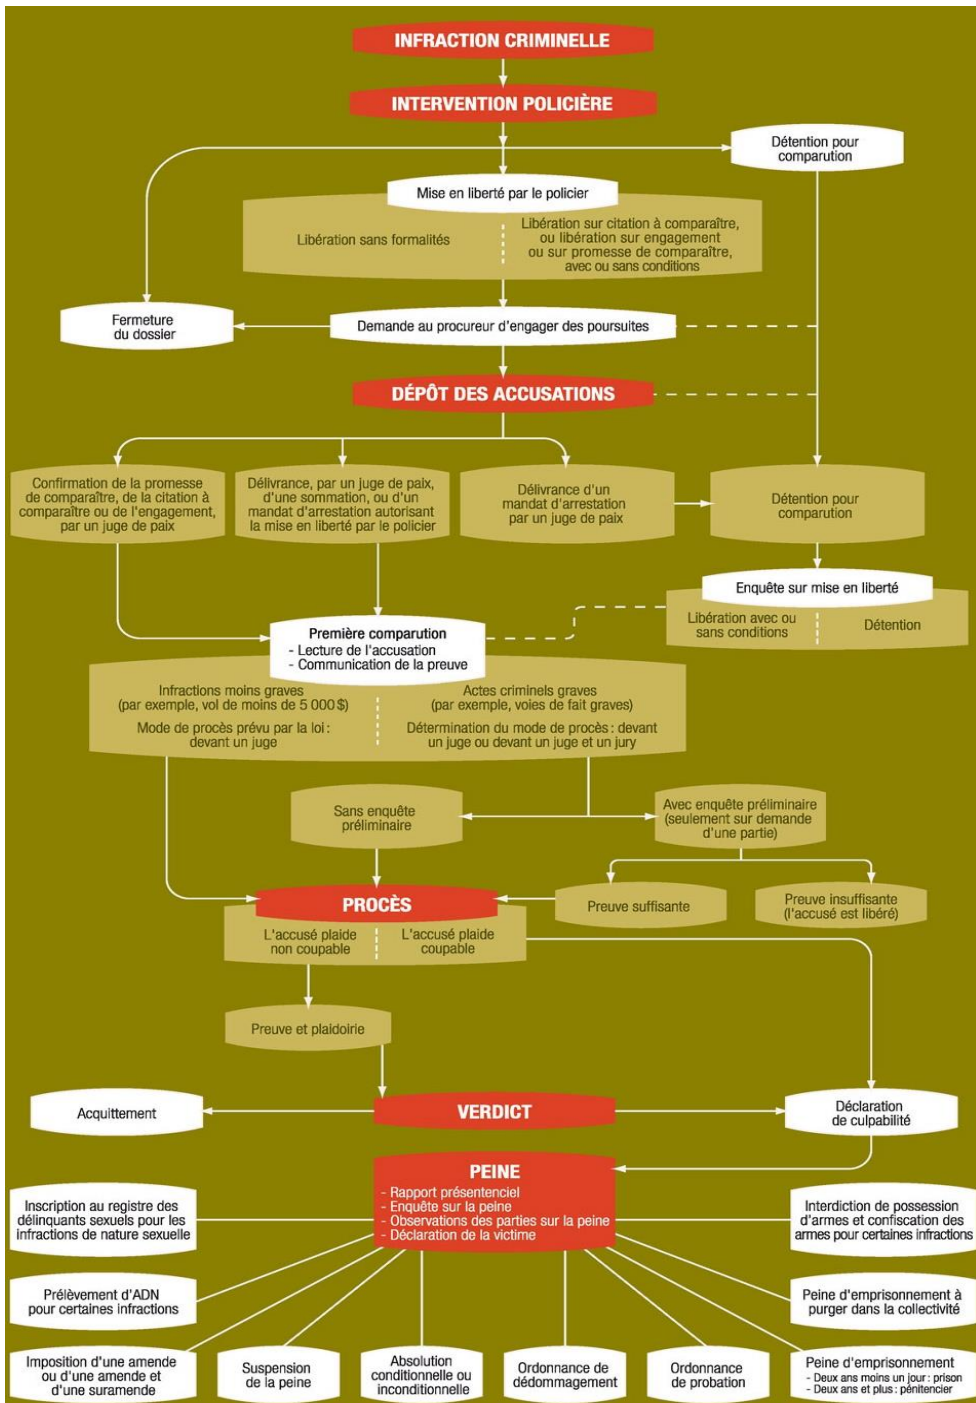 INFRACTION CRIMINELLE
INTERVENTION POLICIÈRE
Détention pour
comparution
Mise en liberté par le policier
Libération sans formalités
Libération sur citation à comparaître,
ou libération sur engagement
ou sur promesse de comparaître,
avec ou sans conditions
Fermeture
du dossier
Demande au procureur d'engager des poursuites
DÉPÔT DES ACCUSATIONS
Confirmation de la promesse
de comparaître, de la citation à
comparaître ou de l'engagement,
par un juge de paix
Délivrance, par un juge de paix,
d'une sommation, ou d'un
mandat d'arrestation autorisant
la mise en liberté par le policier
Délivrance d'un
mandat d'arrestation
par un juge de paix
Détention pour
comparution
Enquête sur mise en liberté
Libération avec ou
sans conditions
Détention
Première comparution
- Lecture de l'accusation
- Communication de la preuve
Infractions moins graves
(par exemple, vol de moins de 5 000 $)
Mode de procès prévu par la loi :
devant un juge
Actes criminels graves
(par exemple, voies de fait graves)
Détermination du mode de procès : devant
un juge ou devant un juge et un jury
Sans enquête
préliminaire
Avec enquête préliminaire
(seulement sur demande
d'une partie)
PROCÈS
Preuve suffisante
Preuve insuffisante
(l'accusé est libéré)
L'accusé plaide
non coupable
L'accusé plaide
coupable
Preuve et plaidoirie
Acquittement
VERDICT
Déclaration
de culpabilité
PEINE
- Rapport présentenciel
- Enquête sur la peine
- Observations des parties sur la peine
- Déclaration de la victime
Inscription au registre des
délinquants sexuels pour les
infractions de nature sexuelle
Interdiction de possession
d'armes et confiscation des
armes pour certaines infractions
Prélèvement d'ADN
pour certaines infractions
Peine d'emprisonnement à
purger dans la collectivité
Imposition d'une amende
ou d'une amende et
d'une suramende
Suspension
de la peine
Absolution
conditionnelle ou
inconditionnelle
Ordonnance de
dédommagement
Ordonnance
de probation
Peine d'emprisonnement
- Deux ans moins un jour : prison
- Deux ans et plus : pénitencier